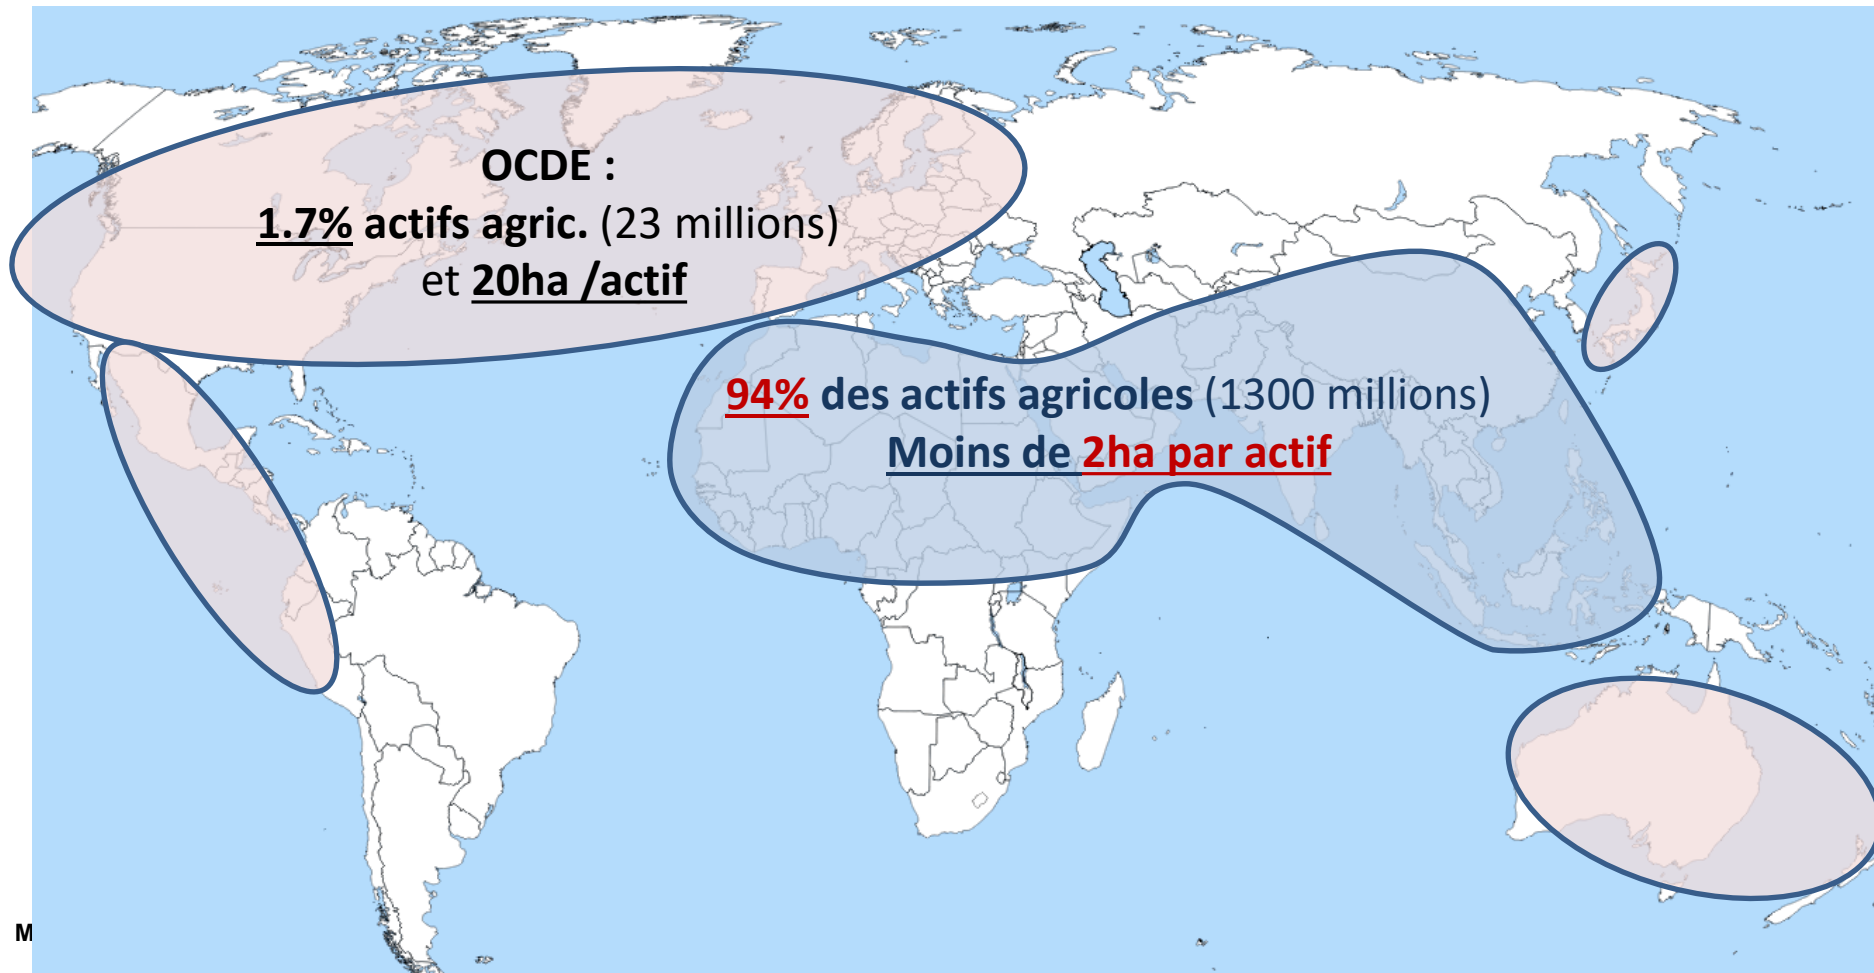 OCDE :
1.7% actifs agric. (23 millions)
et 20ha /actif
94% des actifs agricoles (1300 millions)
Moins de 2ha par actif
M